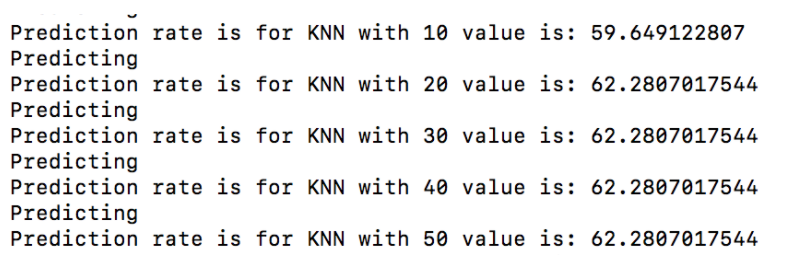 Prediction rate is for KNN with 10 value is: 59.649122807
Predicting
Prediction rate is for KNN with 20 value is: 62.2807017544
Predicting
Prediction rate is for KNN with 30 value is: 62.2807017544
Predicting
Prediction rate is for KNN with 40 value is: 62.2807017544
Predicting
Prediction rate is for KNN with 50 value is: 62.2807017544